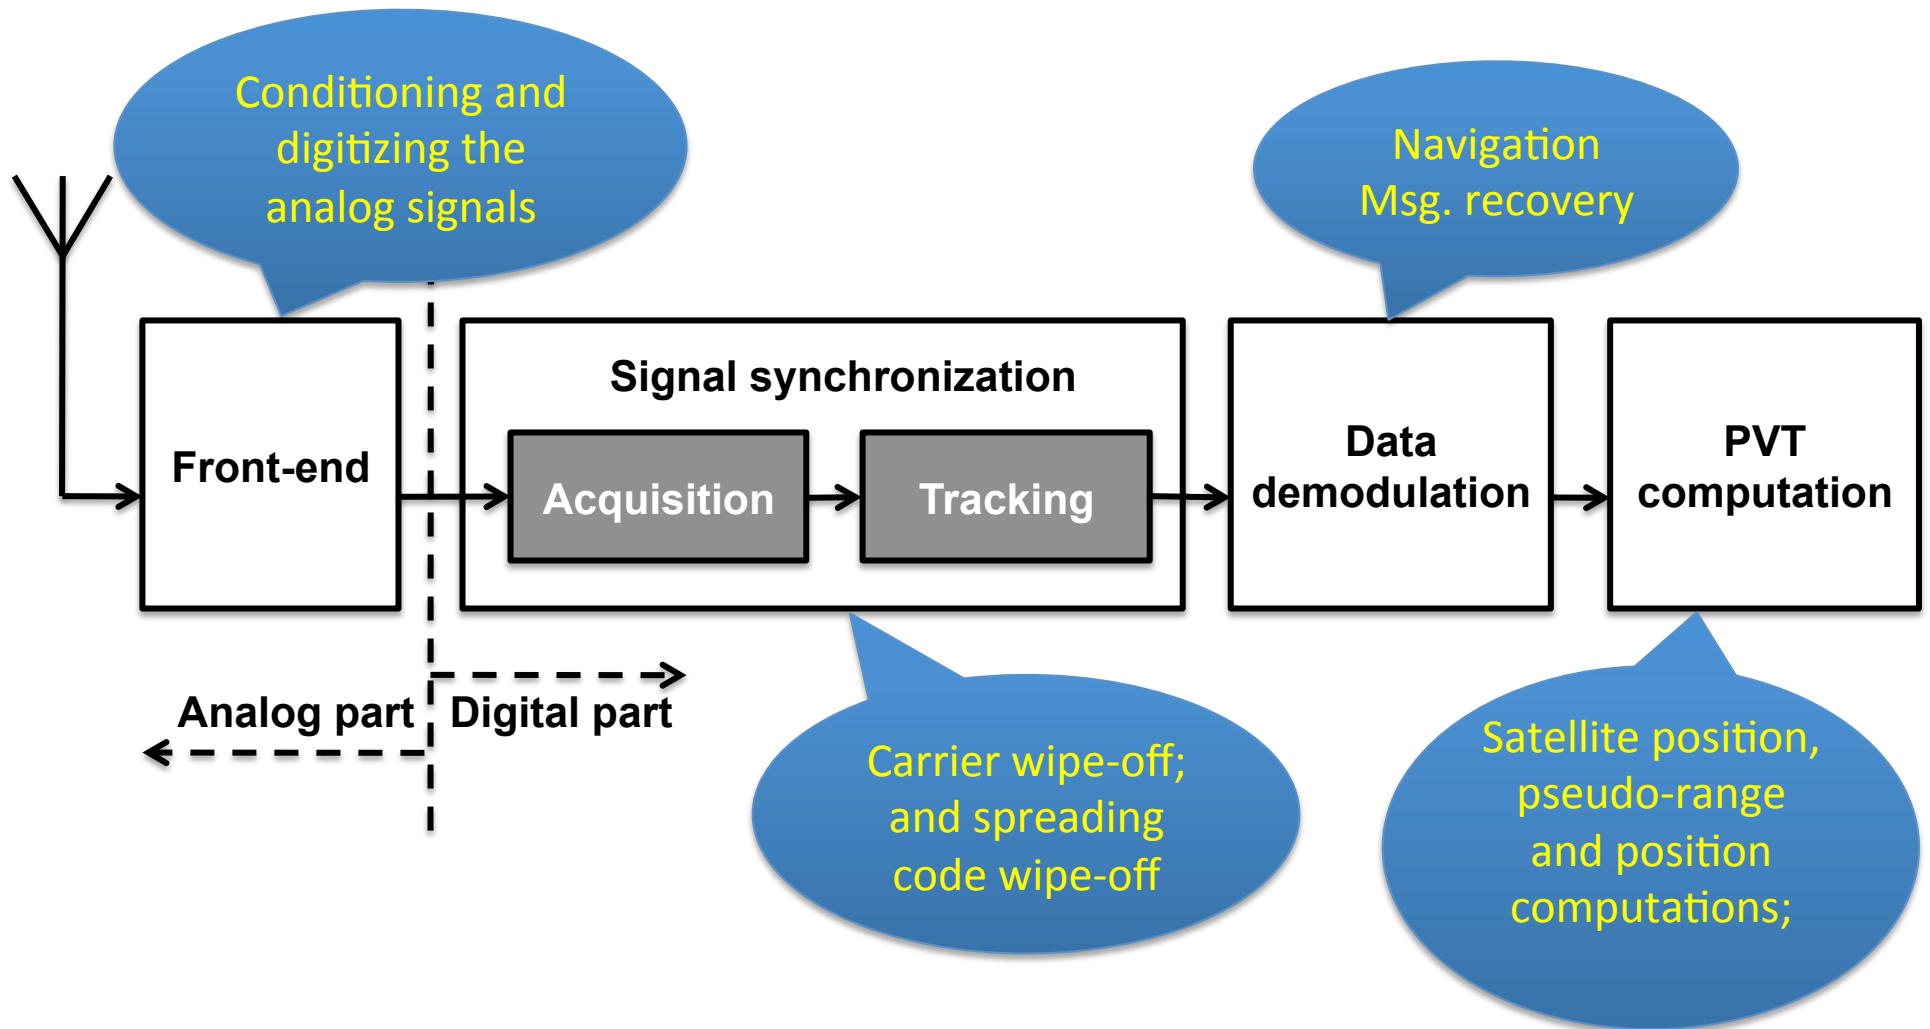 Conditioning and
digitizing the
analog signals
Navigation
Msg. recovery
Signal synchronization
Front-end
Acquisition
Tracking
Data
demodulation
PVT
computation
Analog part
Digital part
Carrier wipe-off;
and spreading
code wipe-off
Satellite position,
pseudo-range
and position
computations;